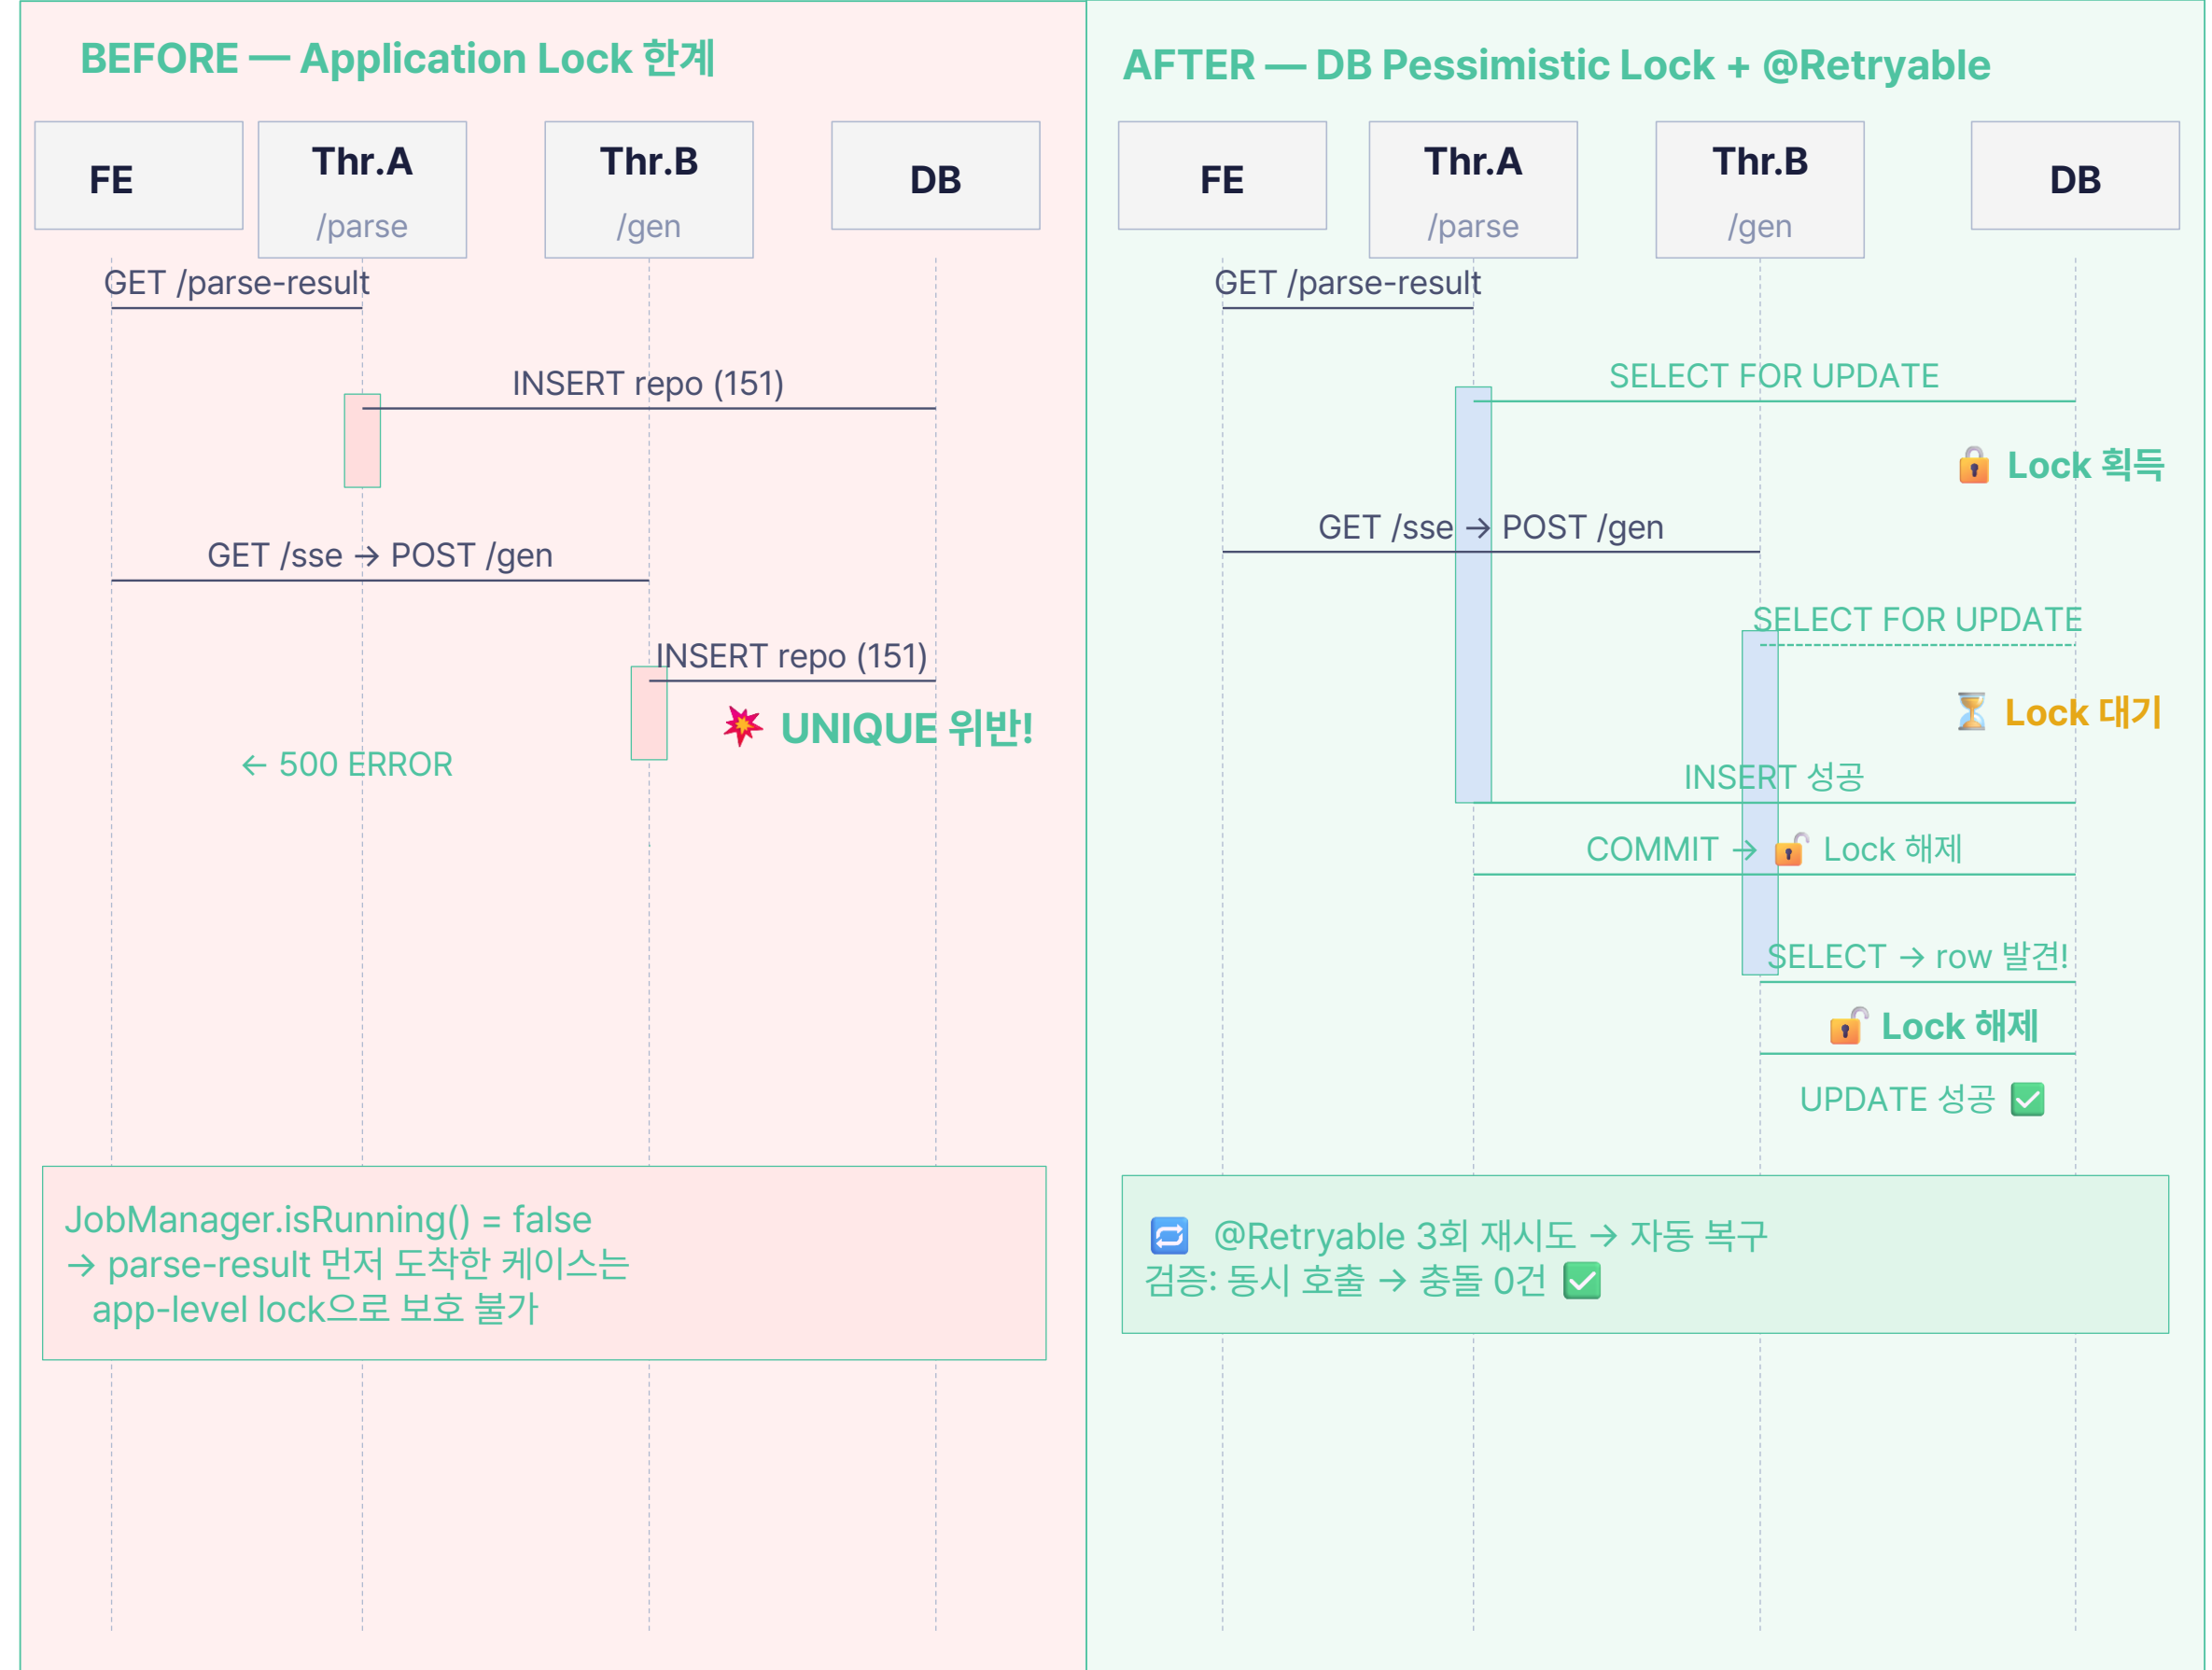 BEFORE — Application Lock 한계
FE
Thr.A
/parse
Thr.B
/gen
DB
GET /parse-result
INSERT repo (151)
GET /sse → POST /gen
INSERT repo (151)
💥 UNIQUE 위반!
← 500 ERROR
JobManager.isRunning() = false
→ parse-result 먼저 도착한 케이스는
app-level lock으로 보호 불가
AFTER — DB Pessimistic Lock + @Retryable
FE
Thr.A
/parse
Thr.B
/gen
DB
GET /parse-result
SELECT FOR UPDATE
🔒 Lock 획득
GET /sse → POST /gen
SELECT FOR UPDATE
⏳ Lock 대기
INSERT 성공
COMMIT → 🔓 Lock 해제
SELECT → row 발견!
🔓 Lock 해제
UPDATE 성공 ✅
🔁 @Retryable 3회 재시도 → 자동 복구
검증: 동시 호출 → 충돌 0건 ✅